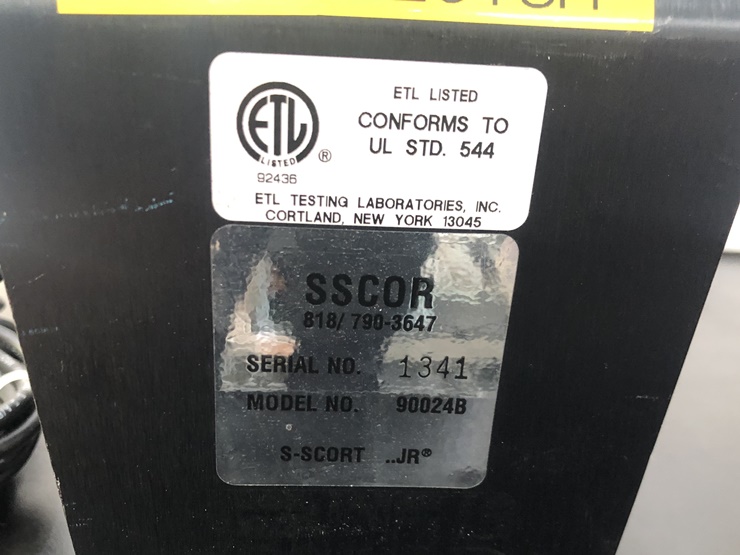 ETL LISTED
CONFORMS TO
UL STD. 544
ETL
LISTED
®
92436
ETL TESTING LABORATORIES, INC.
CORTLAND, NEW YORK 13045
SSCOR
818/ 790-3647
SERIAL NO. 1341
MODEL NO. 90024B
S-SCORT ..JR®